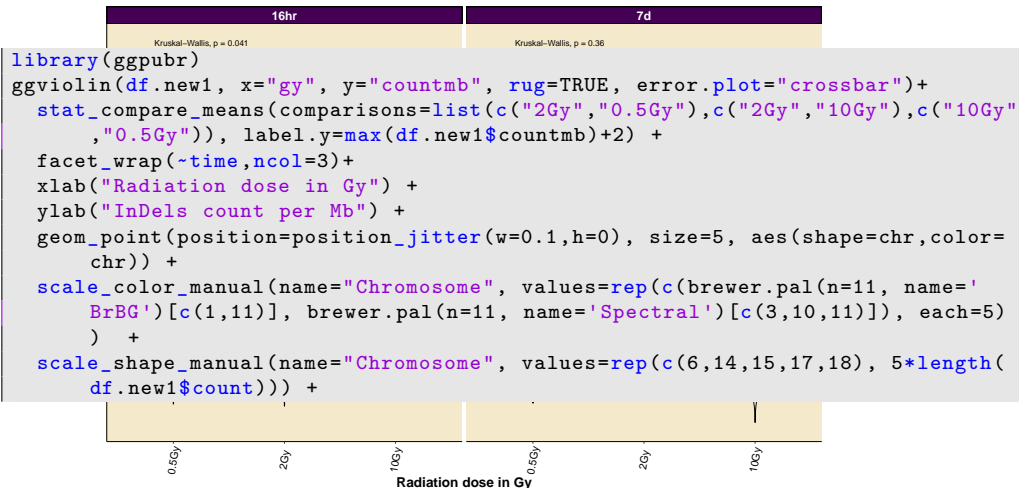 16hr 7d
Kruskal−Wallis, p = 0.041 Kruskal−Wallis, p = 0.36
library(ggpubr)
ggviolin(df.new1, x="gy", y="countmb", rug=TRUE, error.plot="crossbar")+
stat_compare_means(comparisons=list(c("2Gy","0.5Gy"),c("2Gy","10Gy"),c("10Gy"
,"0.5Gy")), label.y=max(df.new1$countmb)+2) +
facet_wrap(~time,ncol=3)+
xlab("Radiation dose in Gy") +
ylab("InDels count per Mb") +
geom_point(position=position_jitter(w=0.1,h=0), size=5, aes(shape=chr,color=
chr)) +
scale_color_manual(name="Chromosome", values=rep(c(brewer.pal(n=11, name='
BrBG')[c(1,11)], brewer.pal(n=11, name='Spectral')[c(3,10,11)]), each=5)
) +
scale_shape_manual(name="Chromosome", values=rep(c(6,14,15,17,18), 5*length(
df.new1$count))) +
0.5Gy 2Gy 10Gy 0.5Gy 2Gy 10Gy
Radiation dose in Gy